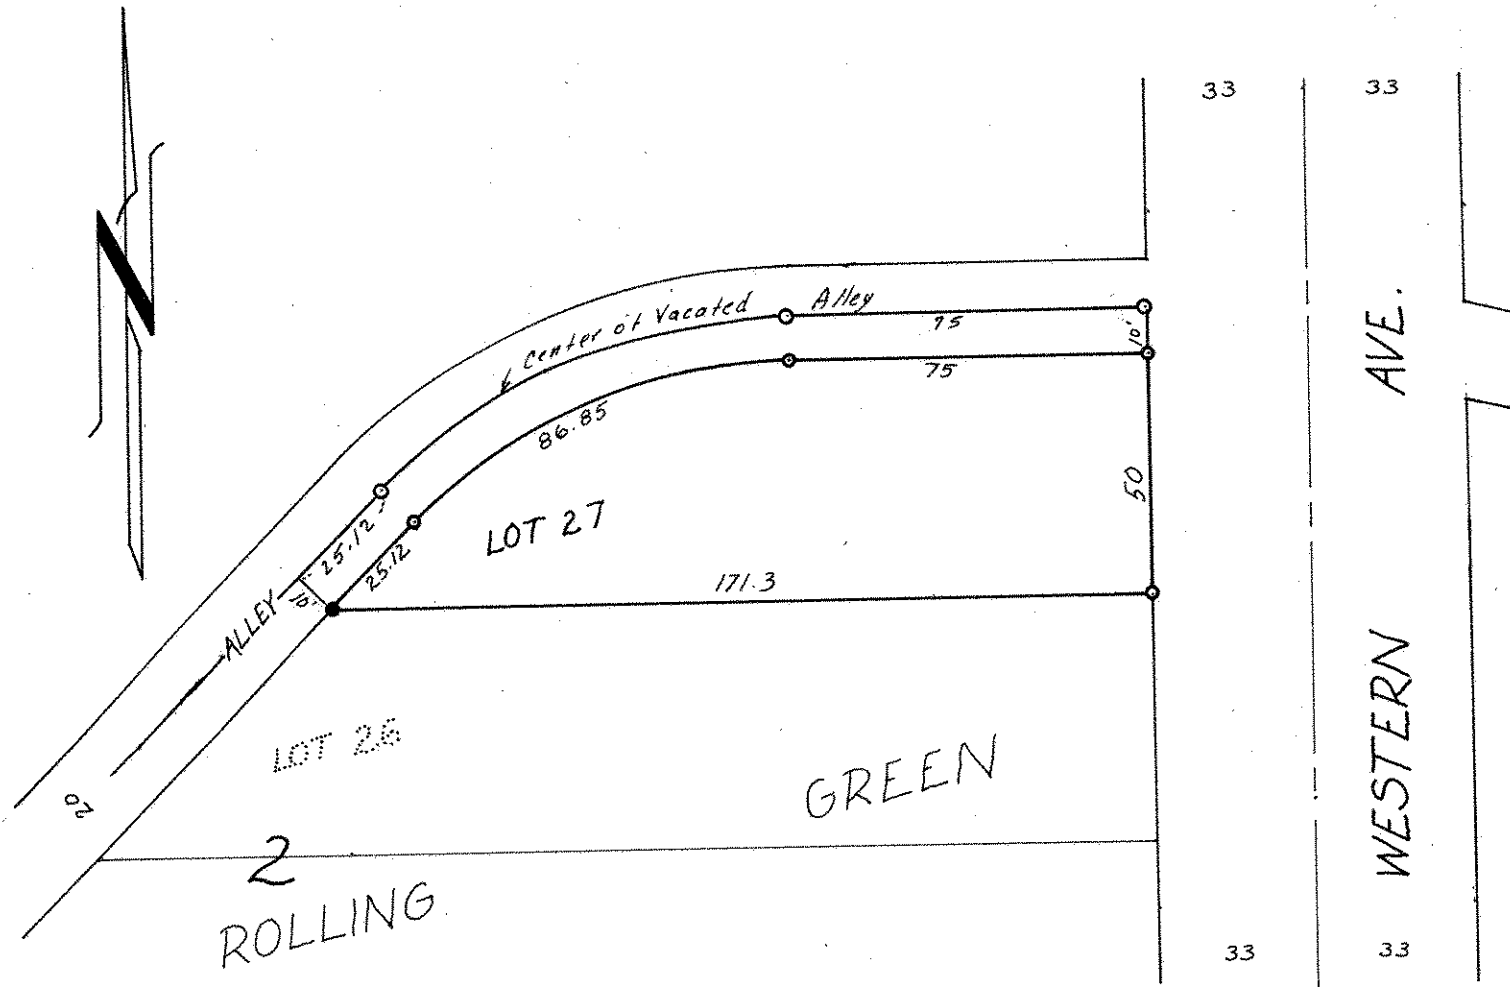 33
33
N
Center of Vacated Alley
75
10'
75
86.85
AVE.
50
LOT 27
25.12
25.12
171.3
10'
ALLEY
WESTERN
LOT 26
GREEN
20
2
ROLLING
33
33